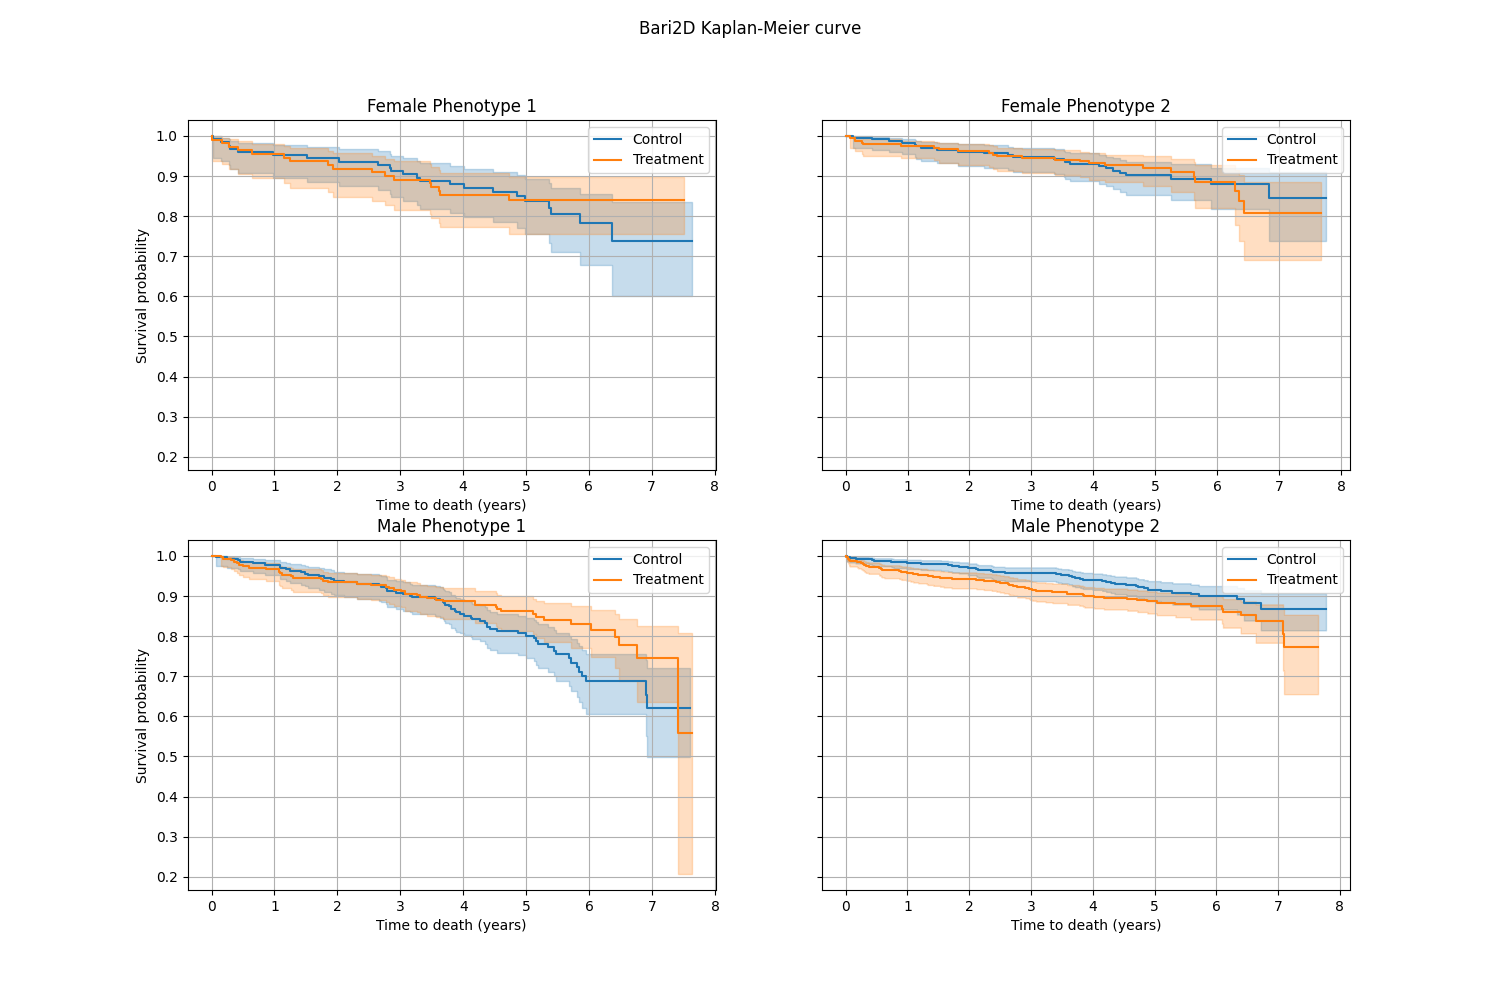 Bari2D Kaplan-Meier curve
Female Phenotype 1
Survival probability
1.0
0.9
0.8
0.7
0.6
0.5
0.4
0.3
0.2
Control
Treatment
0 1 2 3 4 5 6 7 8
Time to death (years)
Female Phenotype 2
Control
Treatment
0 1 2 3 4 5 6 7 8
Time to death (years)
Male Phenotype 1
Survival probability
1.0
0.9
0.8
0.7
0.6
0.5
0.4
0.3
0.2
Control
Treatment
0 1 2 3 4 5 6 7 8
Time to death (years)
Male Phenotype 2
Control
Treatment
0 1 2 3 4 5 6 7 8
Time to death (years)